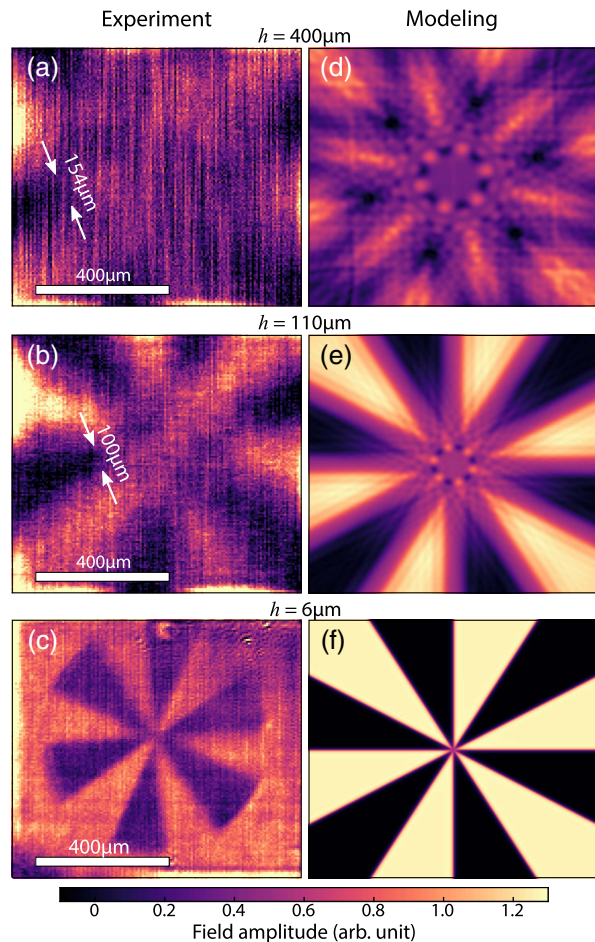 Experiment Modeling
h = 400μm
(a) (d)
154μm
400μm
h = 110μm
(b) (e)
100μm
400μm
h = 6μm
(c) (f)
400μm
0 0.2 0.4 0.6 0.8 1.0 1.2
Field amplitude (arb. unit)